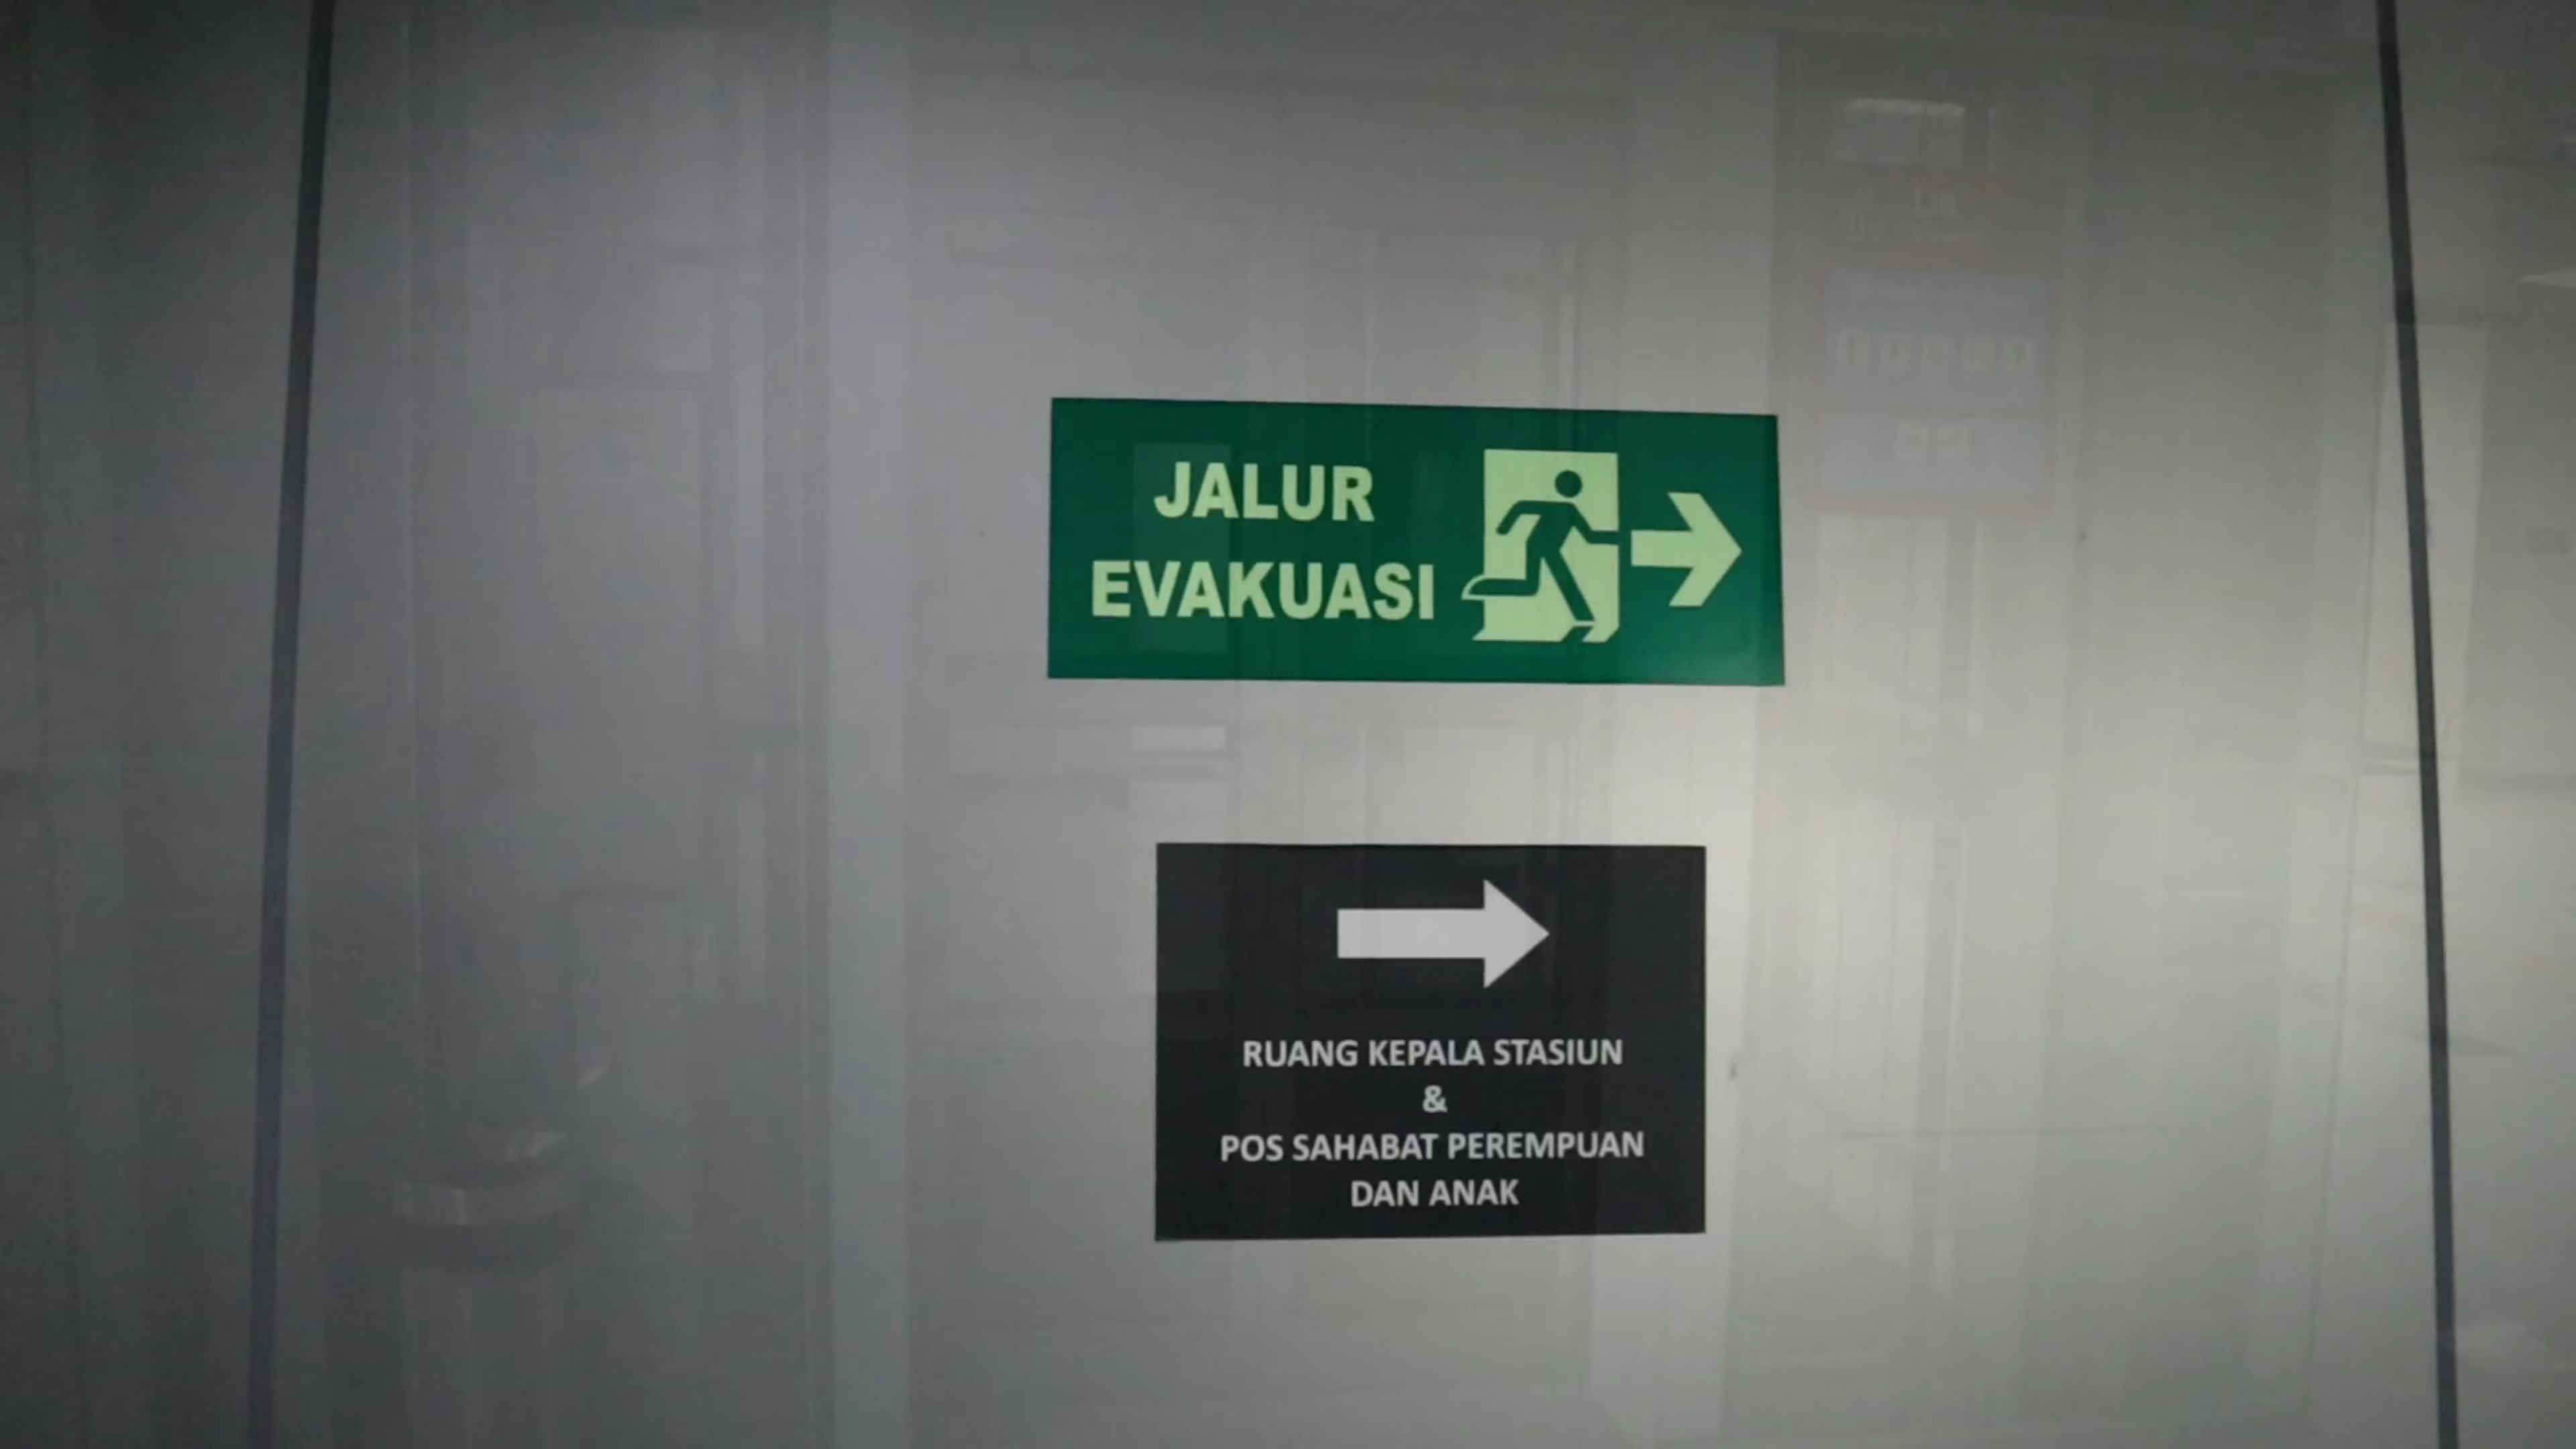 JALUR
EVAKUASI
RUANG KEPALA STASIUN
&
POS SAHABAT PEREMPUAN
DAN ANAK